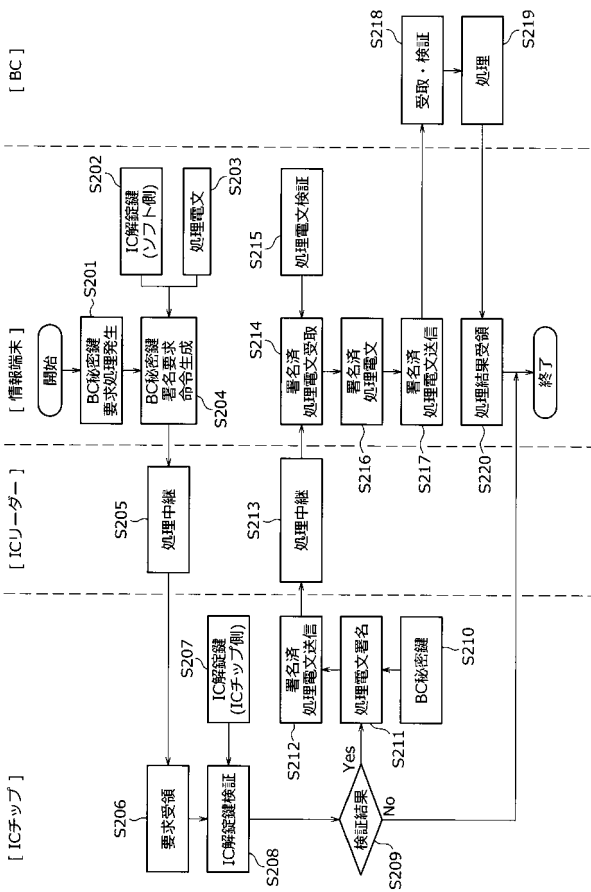 [ ICチップ ]
[ ICリーダー ]
[ 情報端末 ]
[ BC ]
開始
S201
BC秘密鍵
要求処理発生
S202
IC解錠鍵
(ソフト側)
S203
処理電文
BC秘密鍵
署名要求
命令生成
S204
S205
処理中継
S206
要求受領
S207
IC解錠鍵
(ICチップ側)
IC解錠鍵検証
S208
検証結果
S209
Yes
No
S210
BC秘密鍵
処理電文署名
S211
署名済
処理電文送信
S212
S213
処理中継
S214
署名済
処理電文受取
S215
処理電文検証
署名済
処理電文
S216
署名済
処理電文送信
S217
S218
受取・検証
S219
処理
処理結果受領
S220
終了